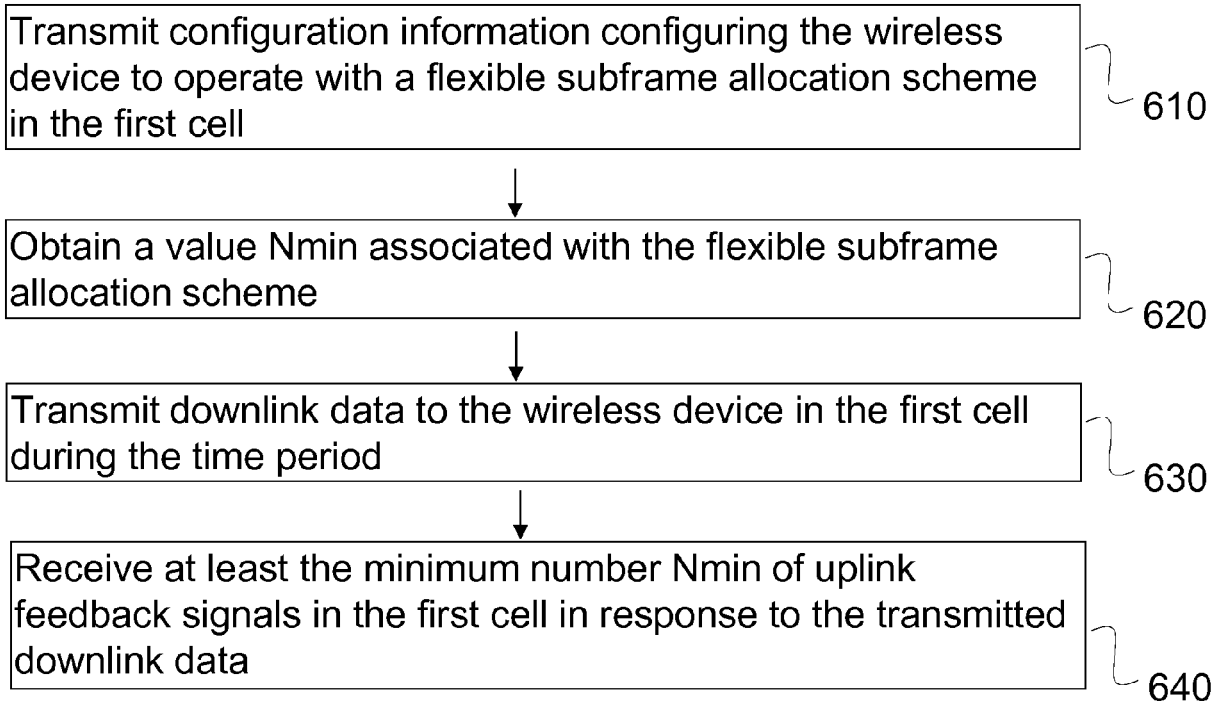 Transmit configuration information configuring the wireless
device to operate with a flexible subframe allocation scheme
in the first cell
610
Obtain a value Nmin associated with the flexible subframe
allocation scheme
620
Transmit downlink data to the wireless device in the first cell
during the time period
630
Receive at least the minimum number Nmin of uplink
feedback signals in the first cell in response to the transmitted
downlink data
640